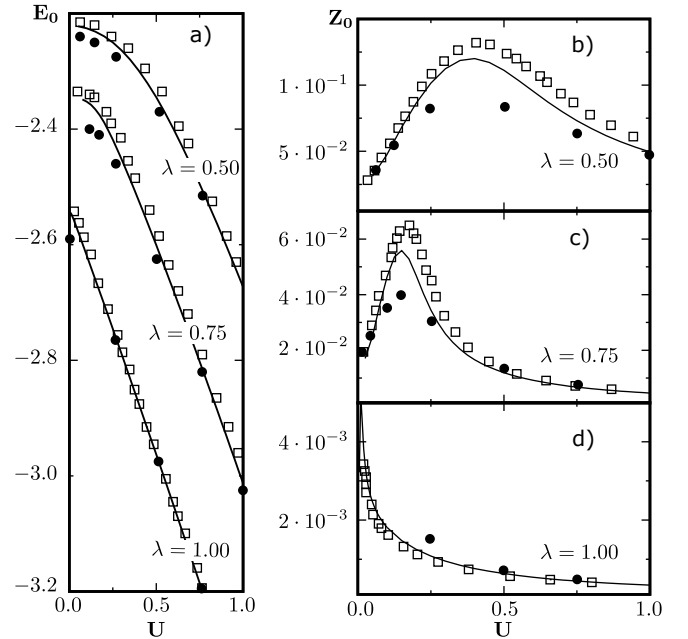 E₀
a)
−2.4
−2.6
−2.8
−3.0
−3.2
λ = 0.50
λ = 0.75
λ = 1.00
0.0 0.5 1.0
U
Z₀
b)
1 · 10⁻¹
5 · 10⁻²
λ = 0.50
c)
6 · 10⁻²
4 · 10⁻²
2 · 10⁻²
λ = 0.75
d)
4 · 10⁻³
2 · 10⁻³
λ = 1.00
0.0 0.5 1.0
U